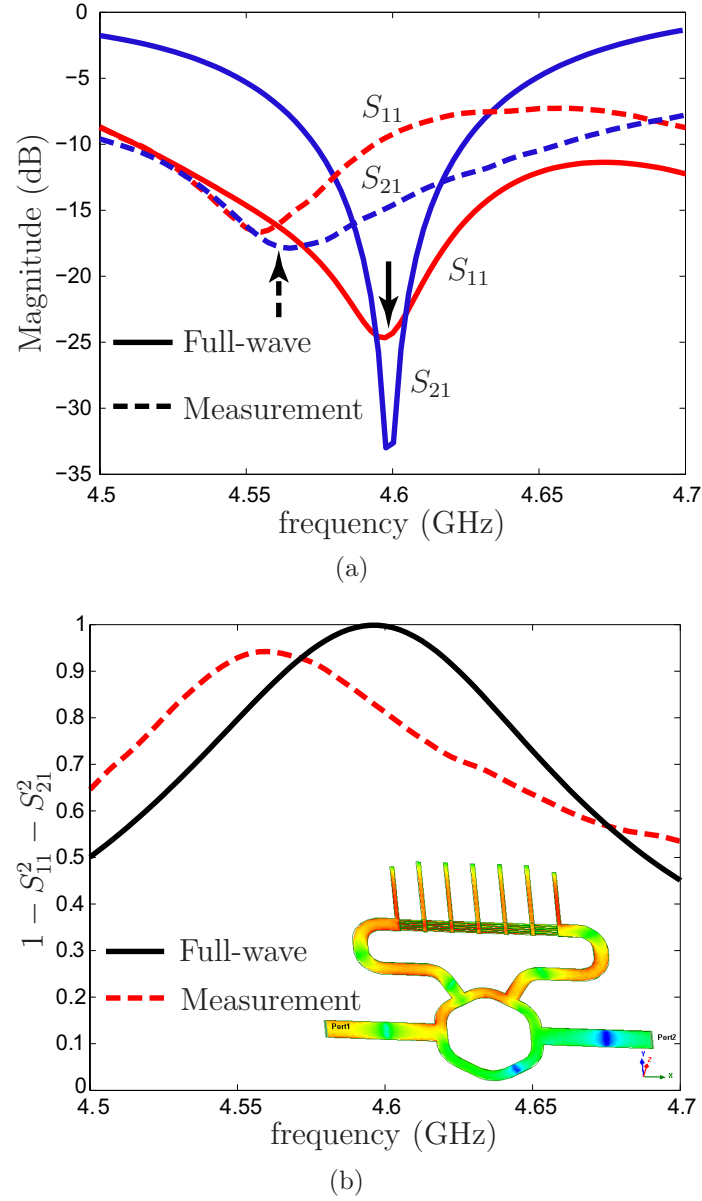 0
−5
−10
−15
−20
−25
−30
−35
Magnitude (dB)
S11
S21
S11
S21
Full-wave
Measurement
4.5
4.55
4.6
4.65
4.7
frequency (GHz)
(a)
1
0.9
0.8
0.7
0.6
0.5
0.4
0.3
0.2
0.1
0
1 − S₁₁² − S₂₁²
Full-wave
Measurement
Port1
Port2
Y
Z
X
4.5
4.55
4.6
4.65
4.7
frequency (GHz)
(b)